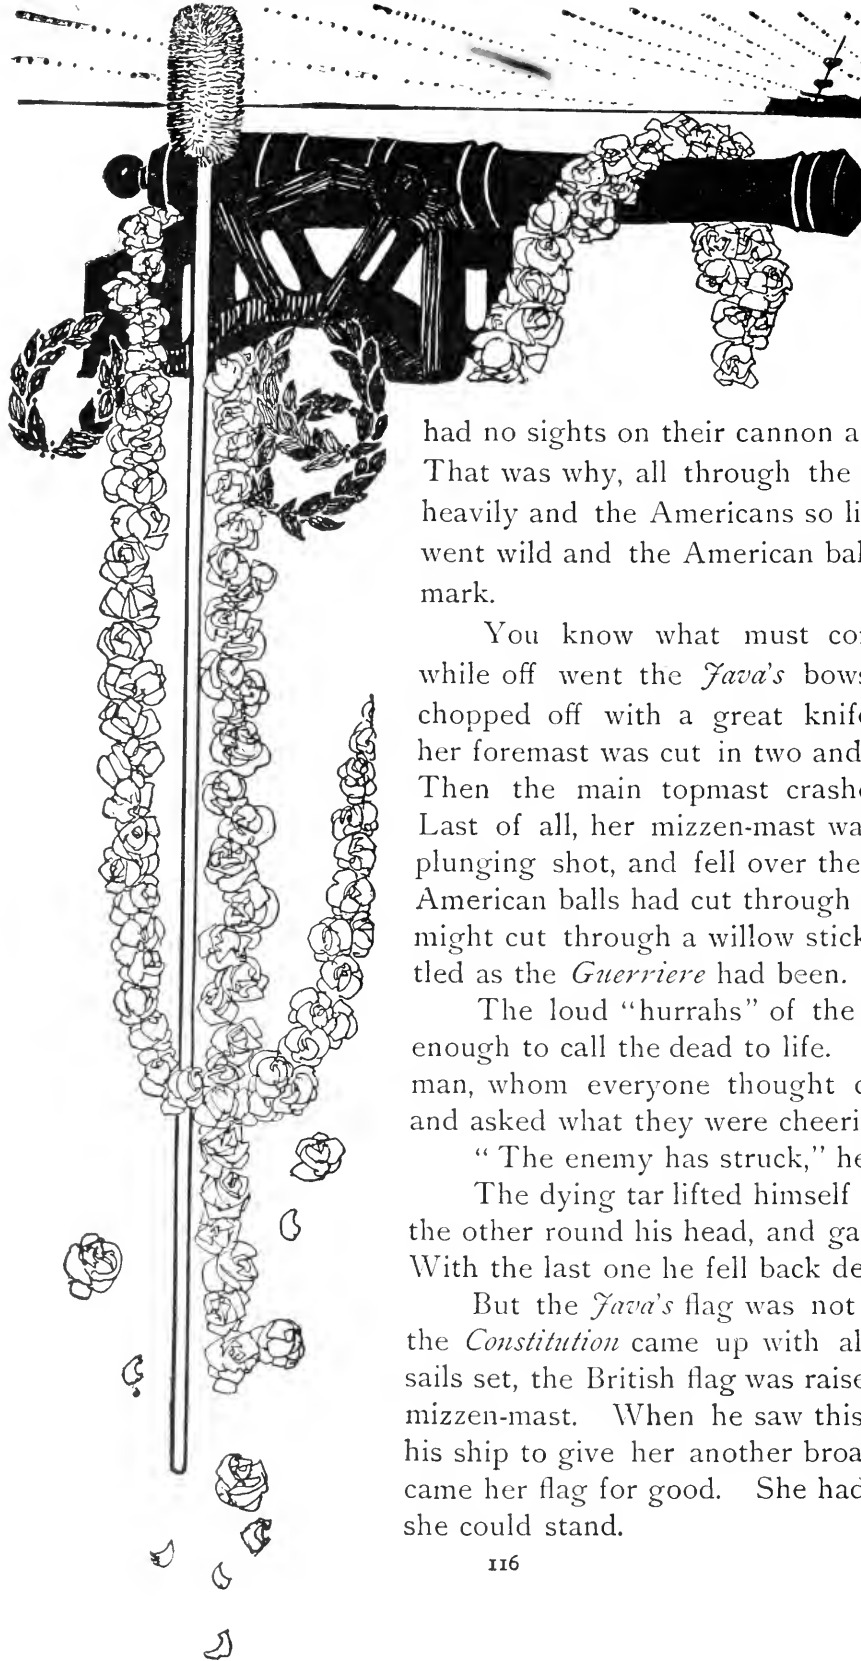 had no sights on their cannon a
That was why, all through the
heavily and the Americans so li
went wild and the American bal
mark.
You know what must co
while off went the Java's bows
chopped off with a great knife
her foremast was cut in two and
Then the main topmast crashe
Last of all, her mizzen-mast wa
plunging shot, and fell over the
American balls had cut through
might cut through a willow stick
tled as the Guerriere had been.
The loud "hurrahs" of the
enough to call the dead to life.
man, whom everyone thought d
and asked what they were cheeri
" The enemy has struck," he
The dying tar lifted himself
the other round his head, and ga
With the last one he fell back de
But the Java's flag was not
the Constitution came up with al
sails set, the British flag was raise
mizzen-mast. When he saw this
his ship to give her another broa
came her flag for good. She had
she could stand.
116